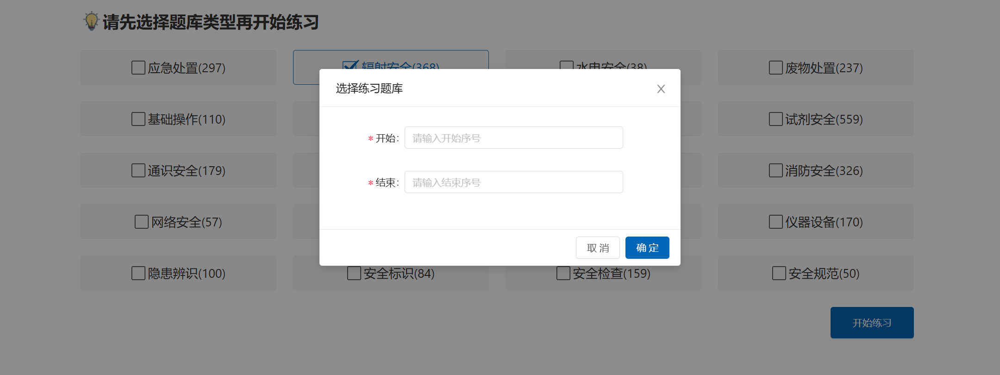 请先选择题库类型再开始练习
应急处置(297)
辐射安全(368)
水电安全(38)
废物处置(237)
选择练习题库
基础操作(110)
试剂安全(559)
* 开始:
请输入开始序号
通识安全(179)
消防安全(326)
* 结束:
请输入结束序号
网络安全(57)
仪器设备(170)
取 消
确 定
隐患辨识(100)
安全标识(84)
安全检查(159)
安全规范(50)
开始练习